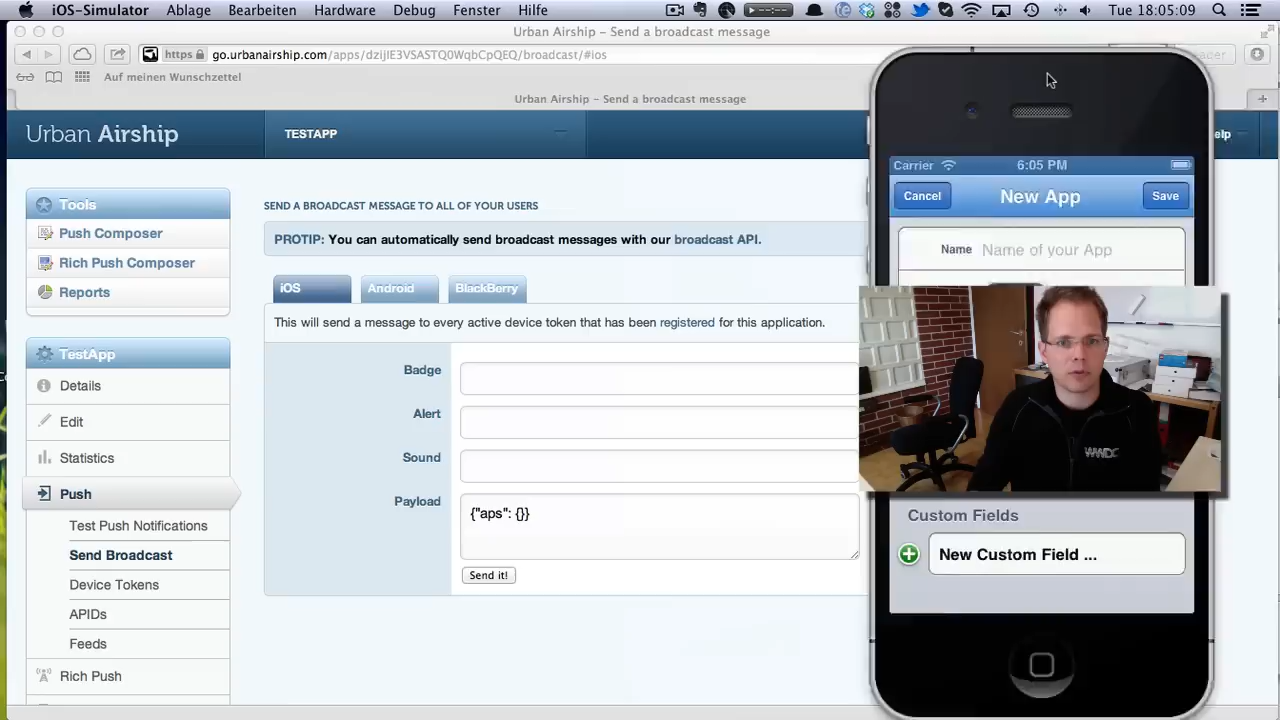 iOS-Simulator Ablage Bearbeiten Hardware Debug Fenster Hilfe Tue 18:05:09
Urban Airship – Send a broadcast message
https go.urbanairship.com/apps/dzijIE3VSASTQ0WqbCpQEQ/broadcast/#ios
Auf meinen Wunschzettel
Urban Airship – Send a broadcast message
Urban Airship TESTAPP elp
Tools
Push Composer
Rich Push Composer
Reports
TestApp
Details
Edit
Statistics
Push
Test Push Notifications
Send Broadcast
Device Tokens
APIDs
Feeds
Rich Push
SEND A BROADCAST MESSAGE TO ALL OF YOUR USERS
PROTIP: You can automatically send broadcast messages with our broadcast API.
iOS Android BlackBerry
This will send a message to every active device token that has been registered for this application.
Badge
Alert
Sound
Payload {"aps": {}}
Send it!
Carrier 6:05 PM
Cancel New App Save
Name Name of your App
WWDC
Custom Fields
New Custom Field ...